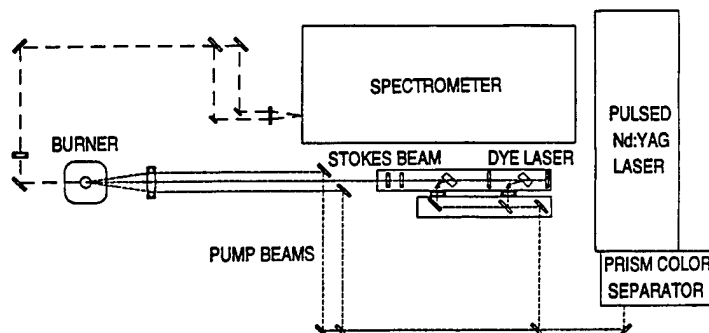 SPECTROMETER
PULSED
Nd:YAG
LASER
BURNER
STOKES BEAM
DYE LASER
PUMP BEAMS
PRISM COLOR
SEPARATOR